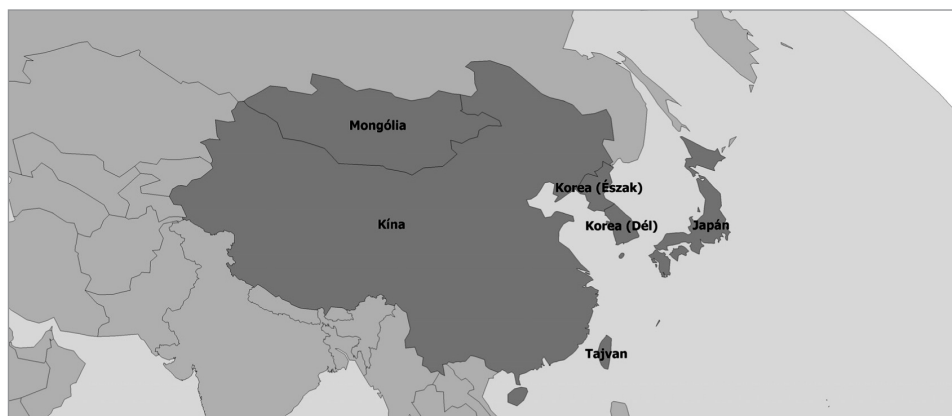 Mongólia
Korea (Észak)
Kína
Korea (Dél)
Japán
Tajvan